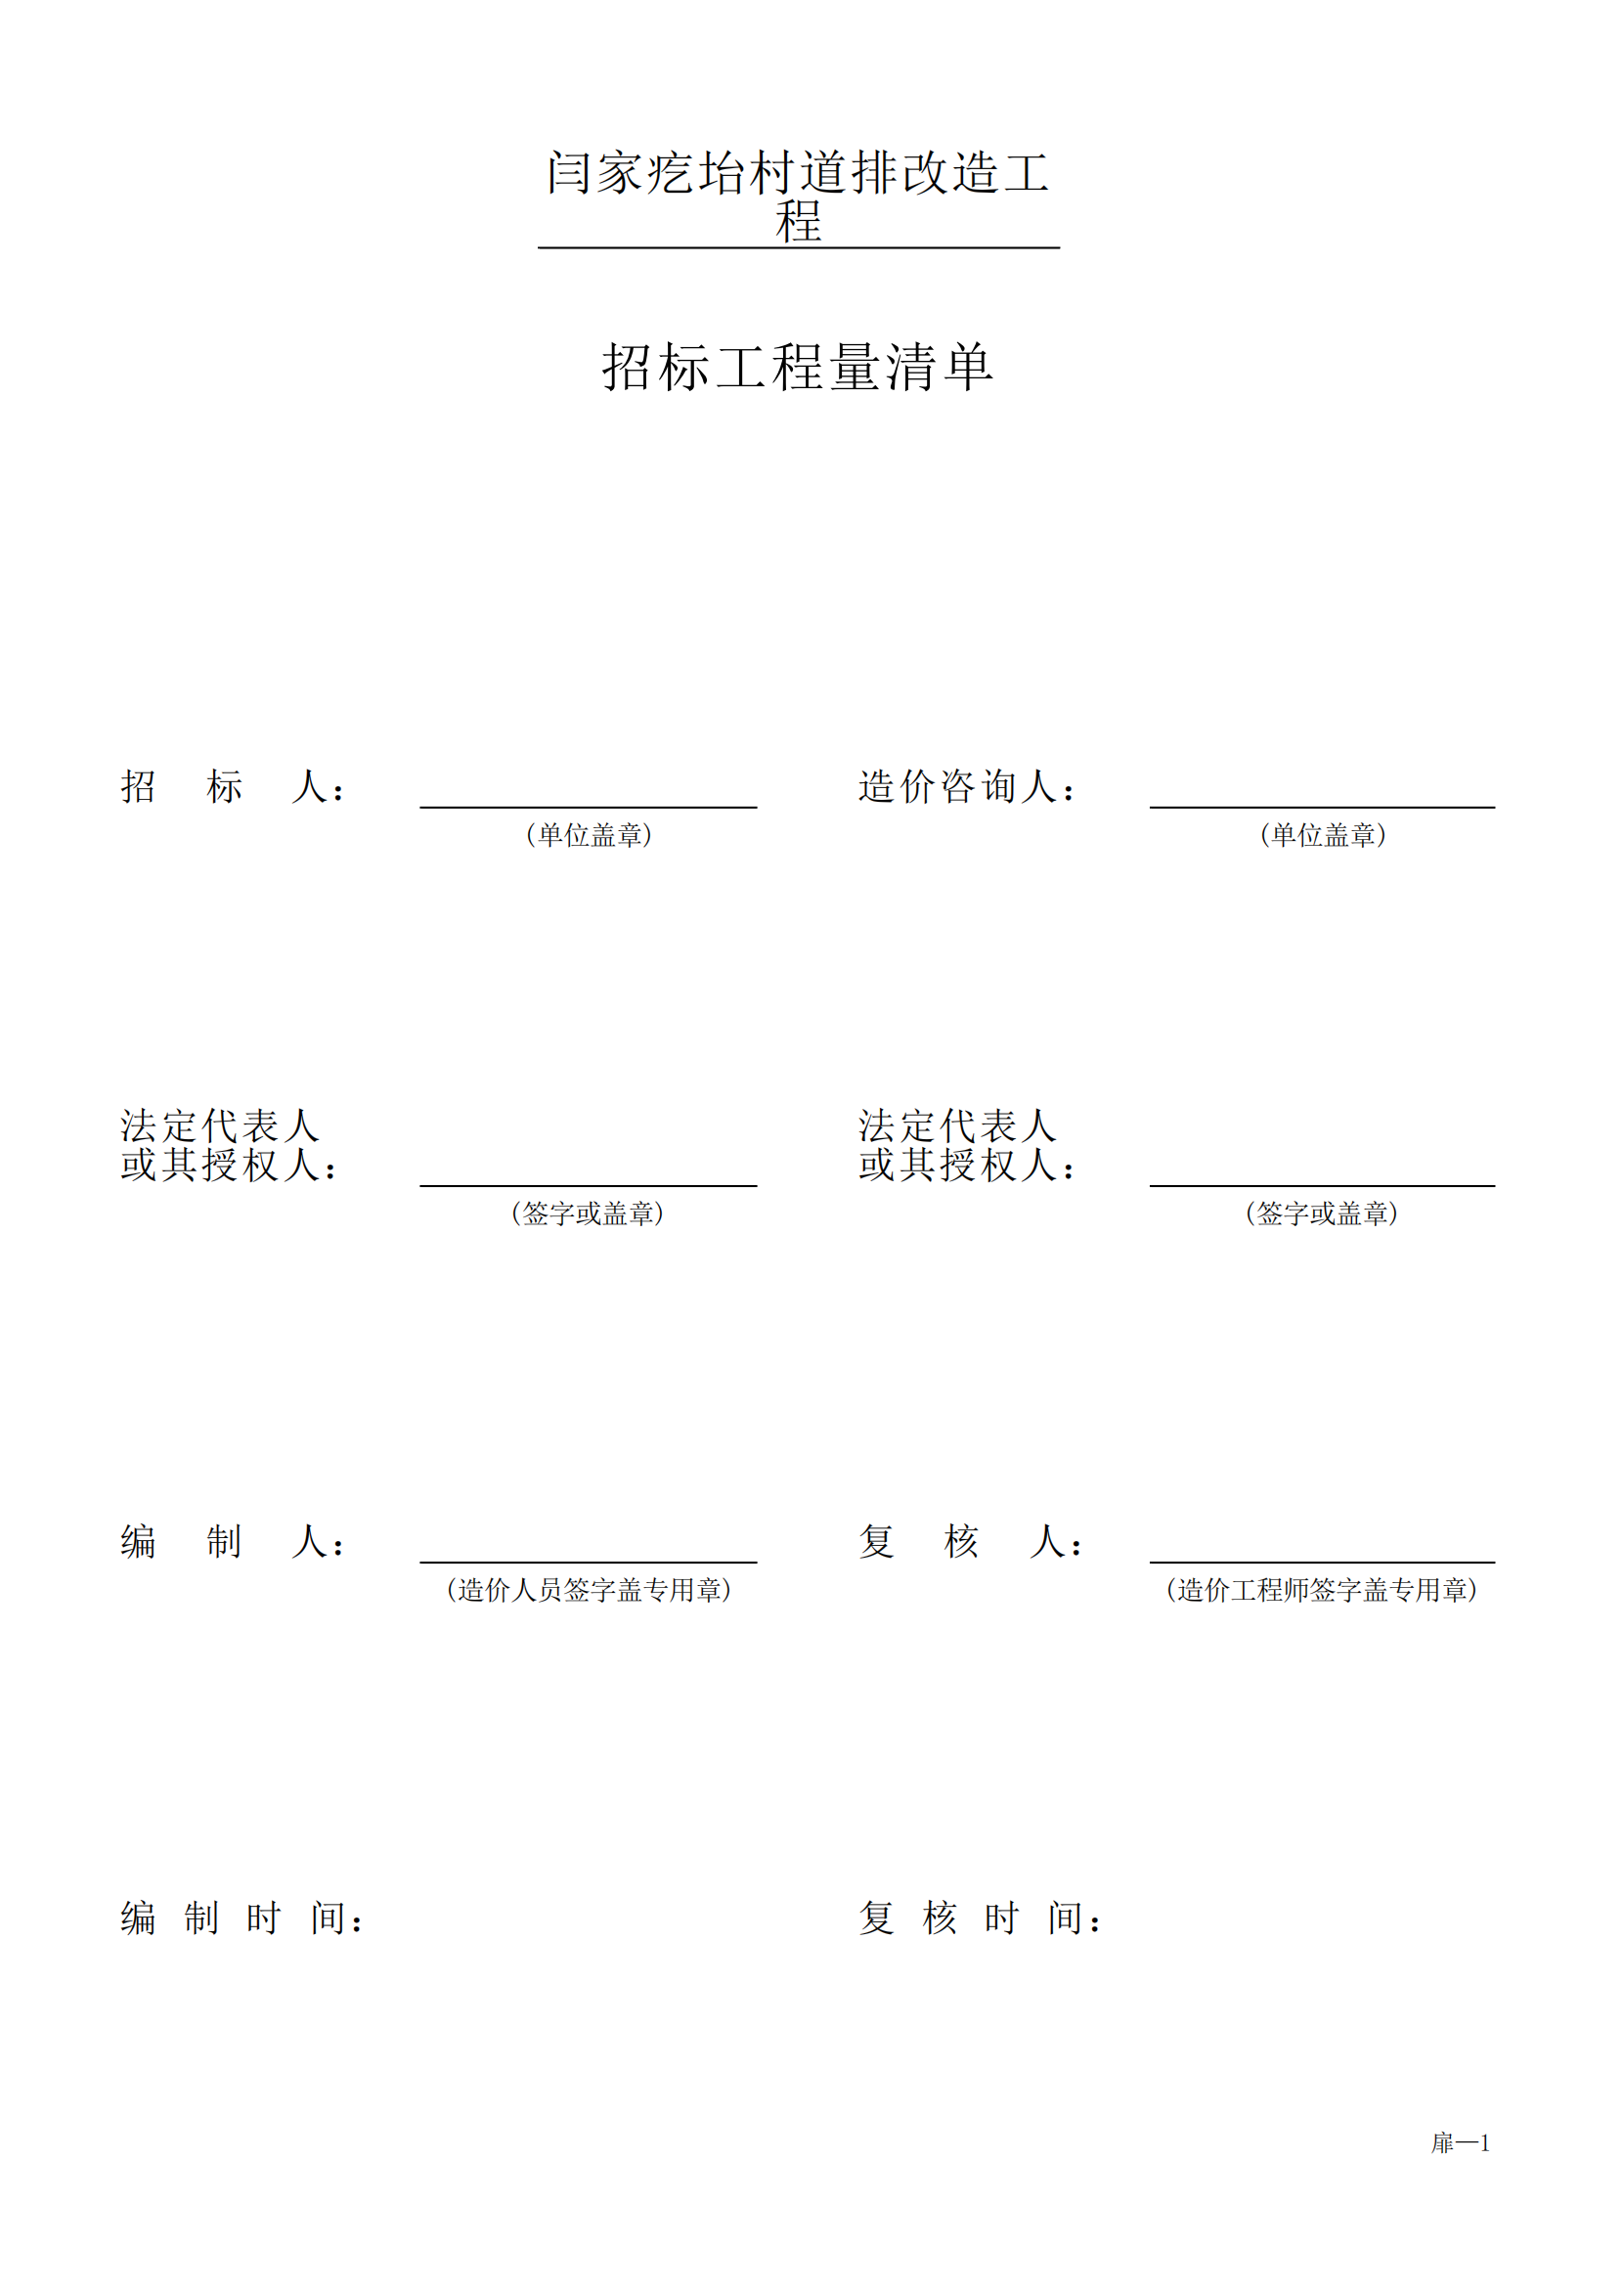 闫家疙坮村道排改造工
程
招标工程量清单
招 标 人： 造价咨询人：
（单位盖章） （单位盖章）
法定代表人 法定代表人
或其授权人： 或其授权人：
（签字或盖章） （签字或盖章）
编 制 人： 复 核 人：
（造价人员签字盖专用章） （造价工程师签字盖专用章）
编 制 时 间： 复 核 时 间：
扉—1